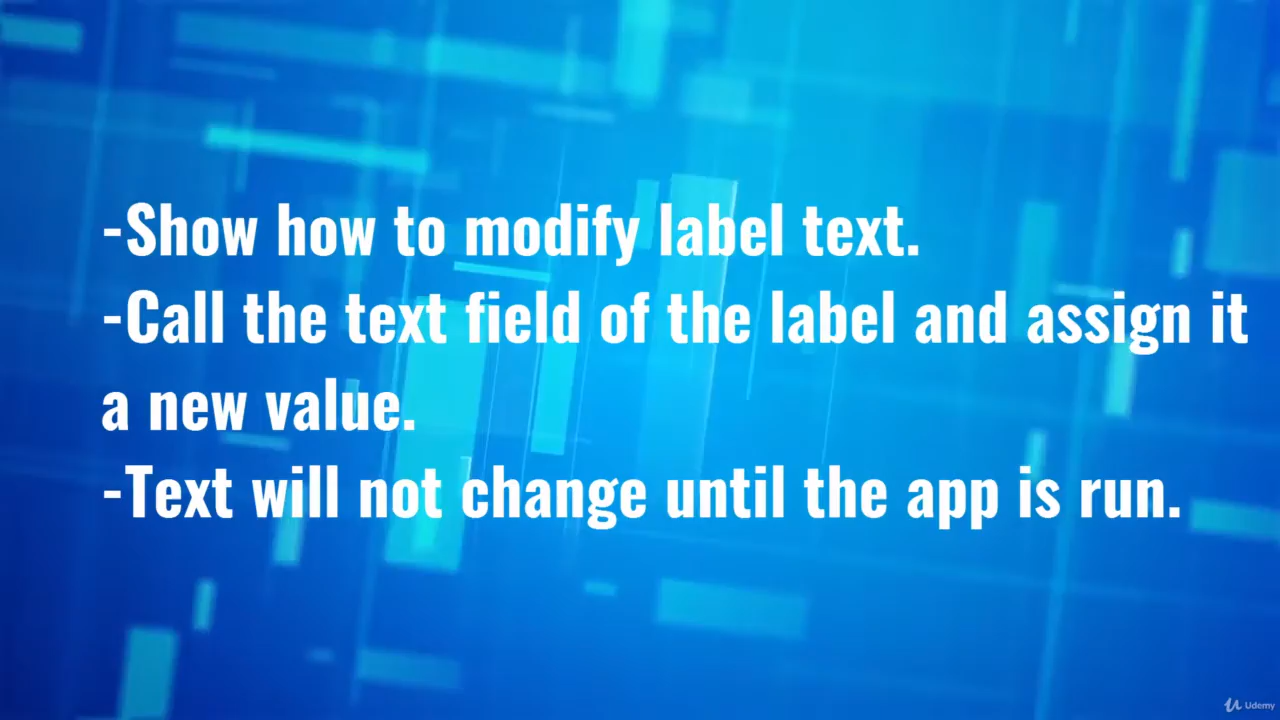 -Show how to modify label text.
-Call the text field of the label and assign it
a new value.
-Text will not change until the app is run.
Udemy